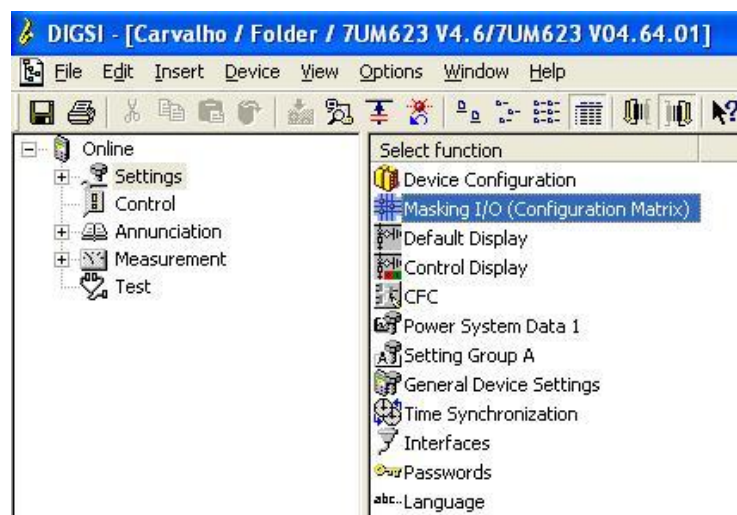 DIGSI - [Carvalho / Folder / 7UM623 V4.6/7UM623 V04.64.01]
File Edit Insert Device View Options Window Help
Online
Settings
Control
Annunciation
Measurement
Test
Select function
Device Configuration
Masking I/O (Configuration Matrix)
Default Display
Control Display
CFC
Power System Data 1
Setting Group A
General Device Settings
Time Synchronization
Interfaces
Passwords
abc.. Language